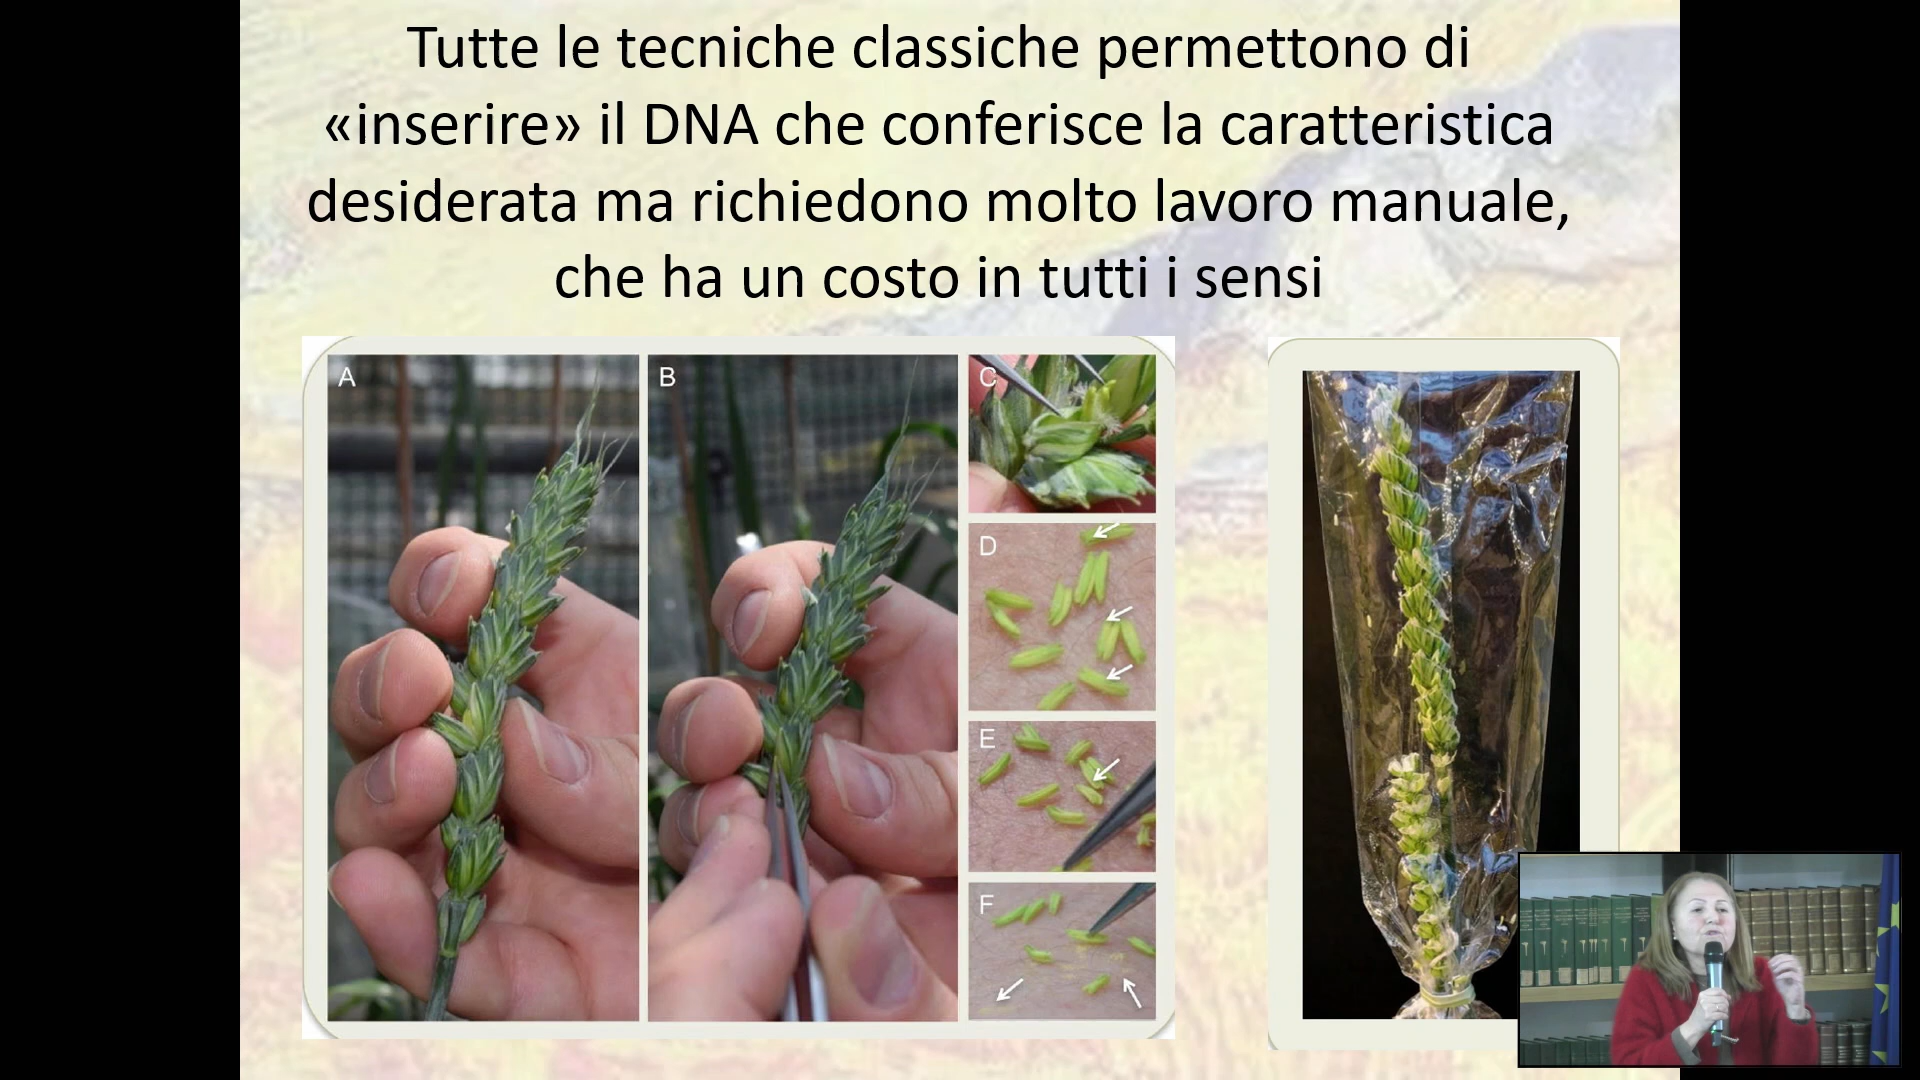 Tutte le tecniche classiche permettono di
«inserire» il DNA che conferisce la caratteristica
desiderata ma richiedono molto lavoro manuale,
che ha un costo in tutti i sensi
A
B
C
D
E
F